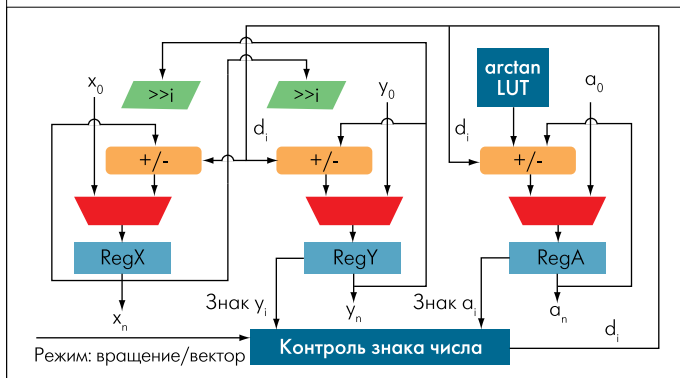 x0
>>i
>>i
y0
arctan
LUT
a0
di
di
+/-
+/-
+/-
RegX
RegY
RegA
xn
Знак yi
yn
Знак ai
an
di
Режим: вращение/вектор
Контроль знака числа